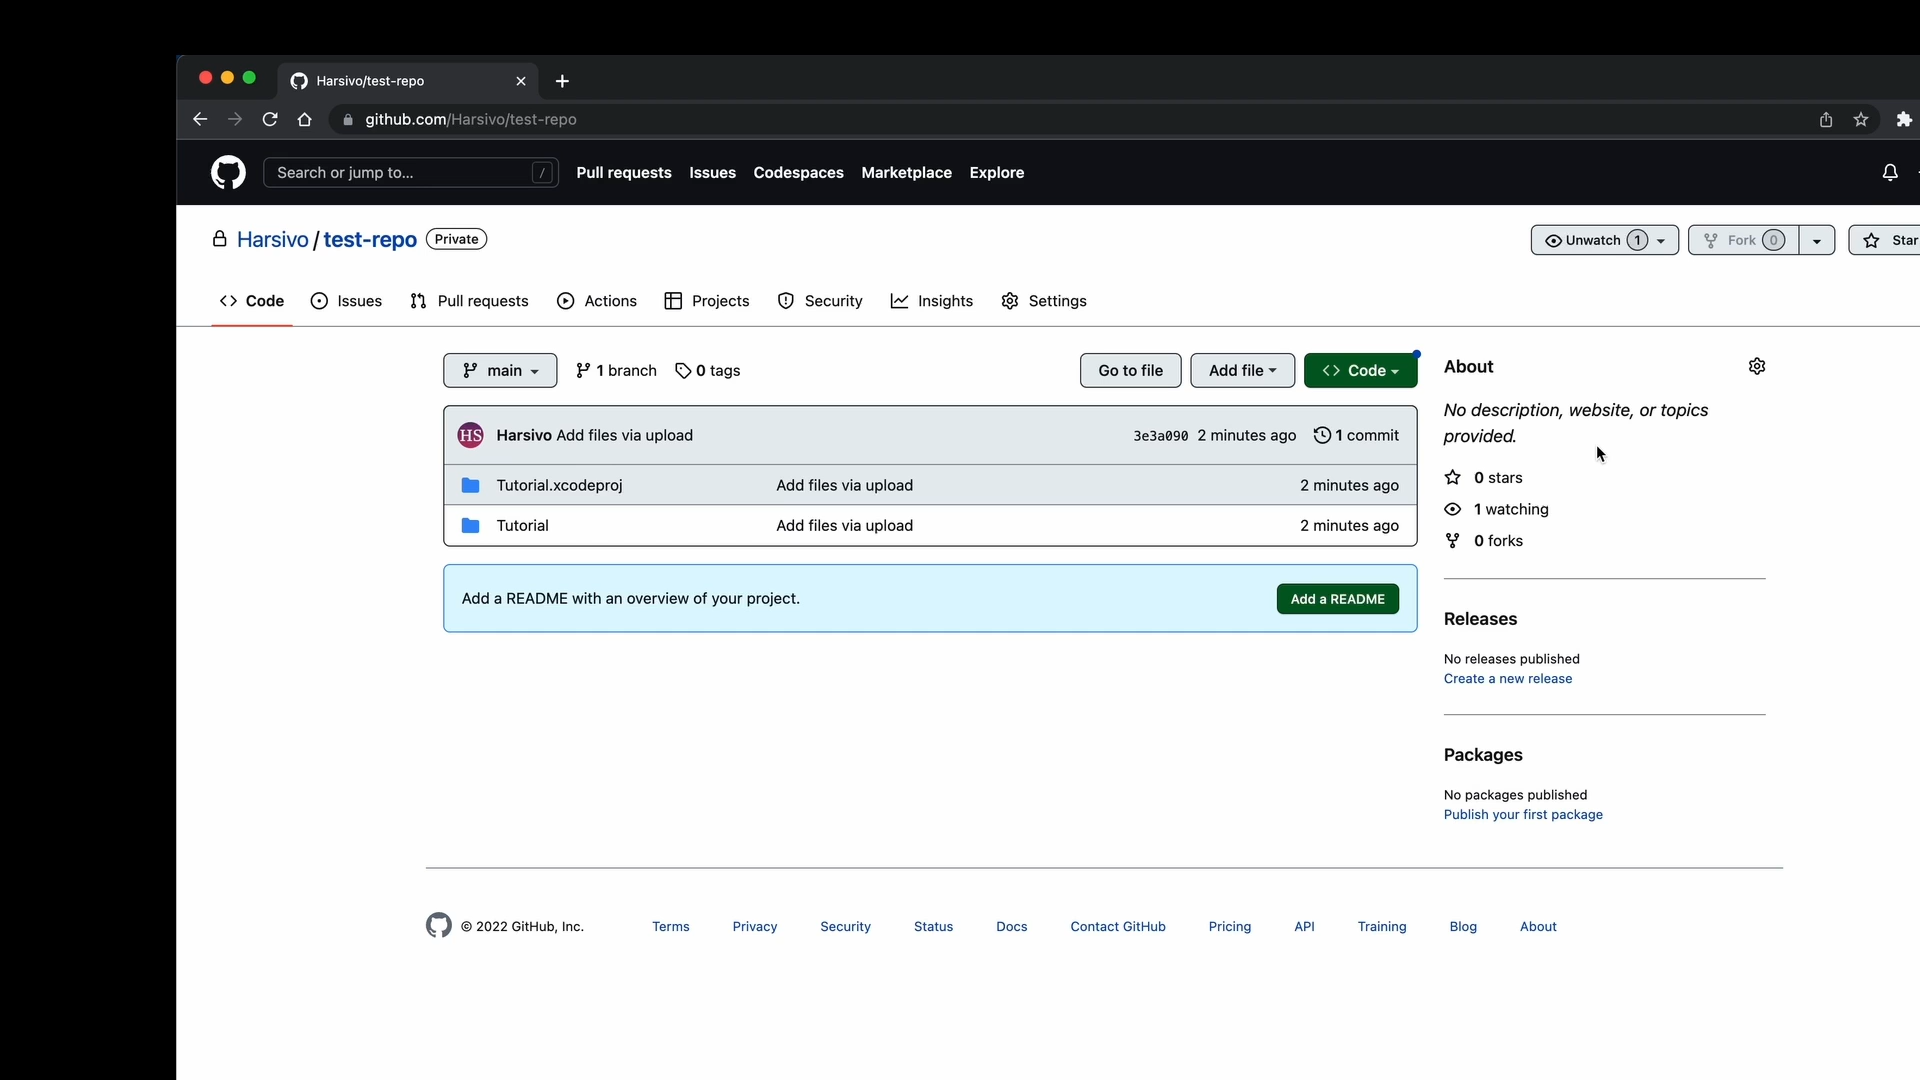 Harsivo/test-repo
github.com/Harsivo/test-repo
Search or jump to... / Pull requests Issues Codespaces Marketplace Explore
Harsivo / test-repo Private Unwatch 1 Fork 0 Star
Code Issues Pull requests Actions Projects Security Insights Settings
main 1 branch 0 tags Go to file Add file Code
HS Harsivo Add files via upload 3e3a090 2 minutes ago 1 commit
Tutorial.xcodeproj Add files via upload 2 minutes ago
Tutorial Add files via upload 2 minutes ago
Add a README with an overview of your project. Add a README
About
No description, website, or topics
provided.
0 stars
1 watching
0 forks
Releases
No releases published
Create a new release
Packages
No packages published
Publish your first package
© 2022 GitHub, Inc. Terms Privacy Security Status Docs Contact GitHub Pricing API Training Blog About